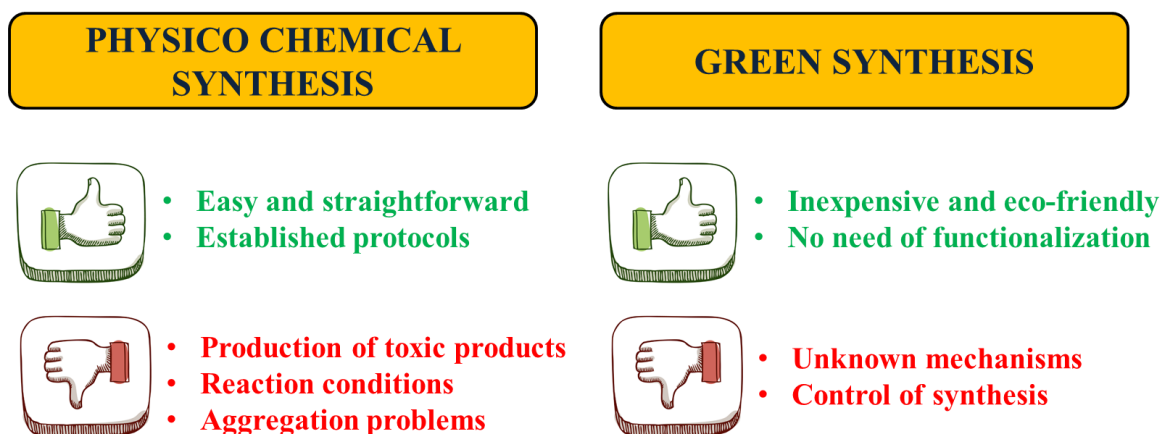 PHYSICO CHEMICAL
SYNTHESIS
• Easy and straightforward
• Established protocols
• Production of toxic products
• Reaction conditions
• Aggregation problems
GREEN SYNTHESIS
• Inexpensive and eco-friendly
• No need of functionalization
• Unknown mechanisms
• Control of synthesis